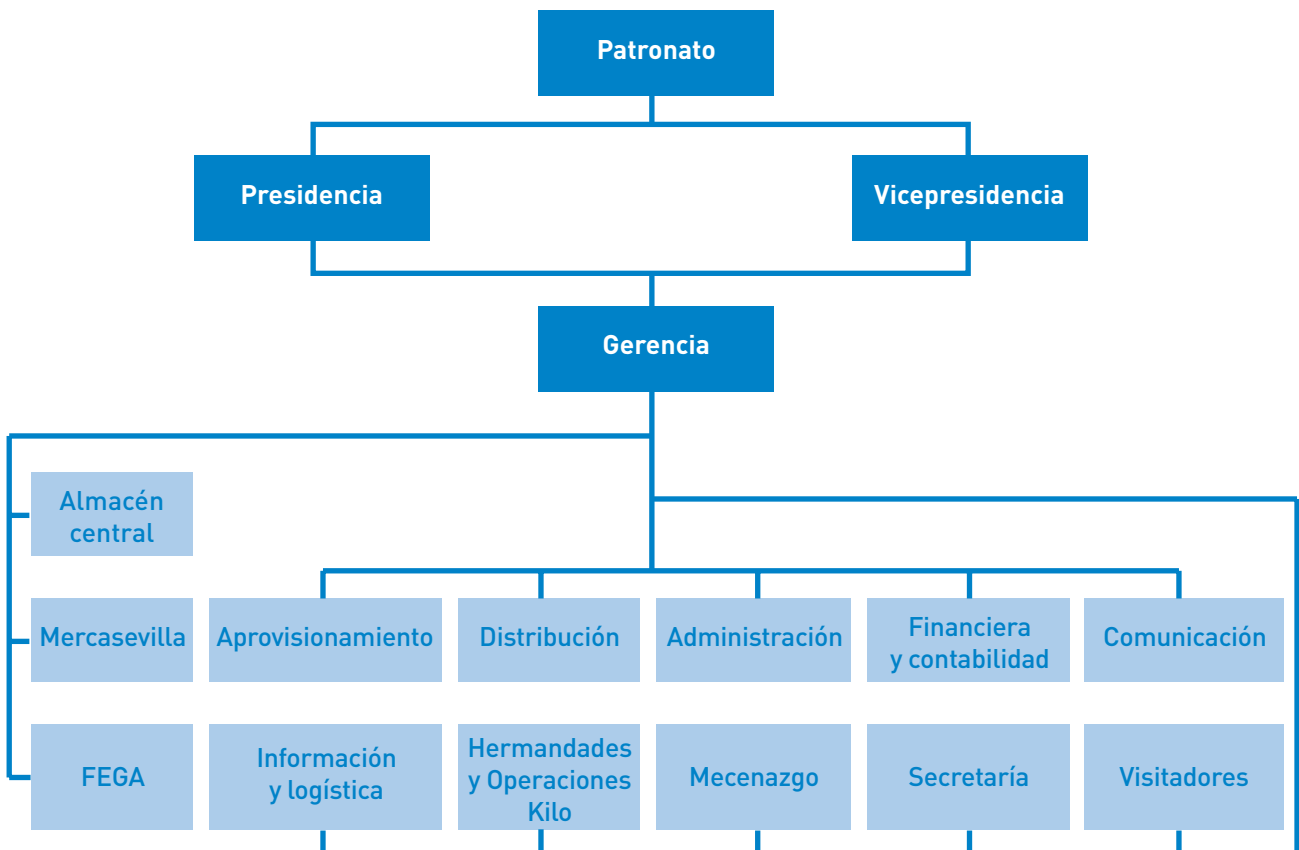 Patronato
Presidencia
Vicepresidencia
Gerencia
Almacén
central
Mercasevilla
Aprovisionamiento
Distribución
Administración
Financiera
y contabilidad
Comunicación
FEGA
Información
y logística
Hermandades
y Operaciones
Kilo
Mecenazgo
Secretaría
Visitadores